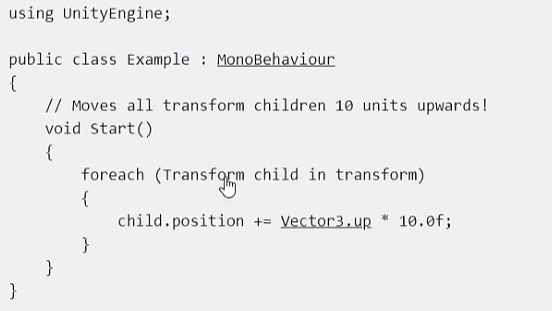 using UnityEngine;
public class Example : MonoBehaviour
{
// Moves all transform children 10 units upwards!
void Start()
{
foreach (Transform child in transform)
{
child.position += Vector3.up * 10.0f;
}
}
}